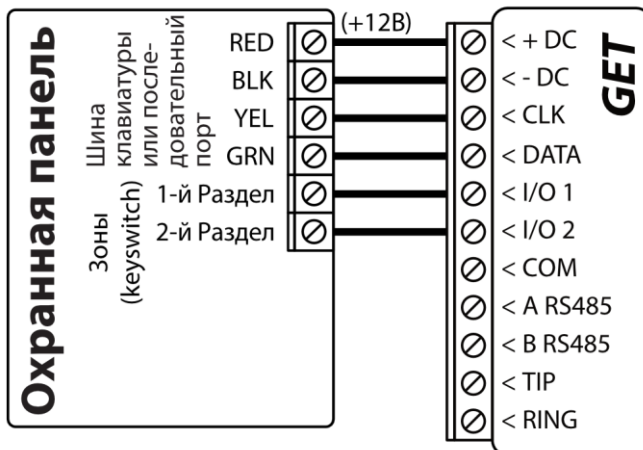 Охранная панель
Шина
клавиатуры
или после-
довательный
порт
Зоны
(keyswitch)
RED
BLK
YEL
GRN
1-й Раздел
2-й Раздел
(+12В)
< + DC
< - DC
< CLK
< DATA
< I/O 1
< I/O 2
< COM
< A RS485
< B RS485
< TIP
< RING
GET